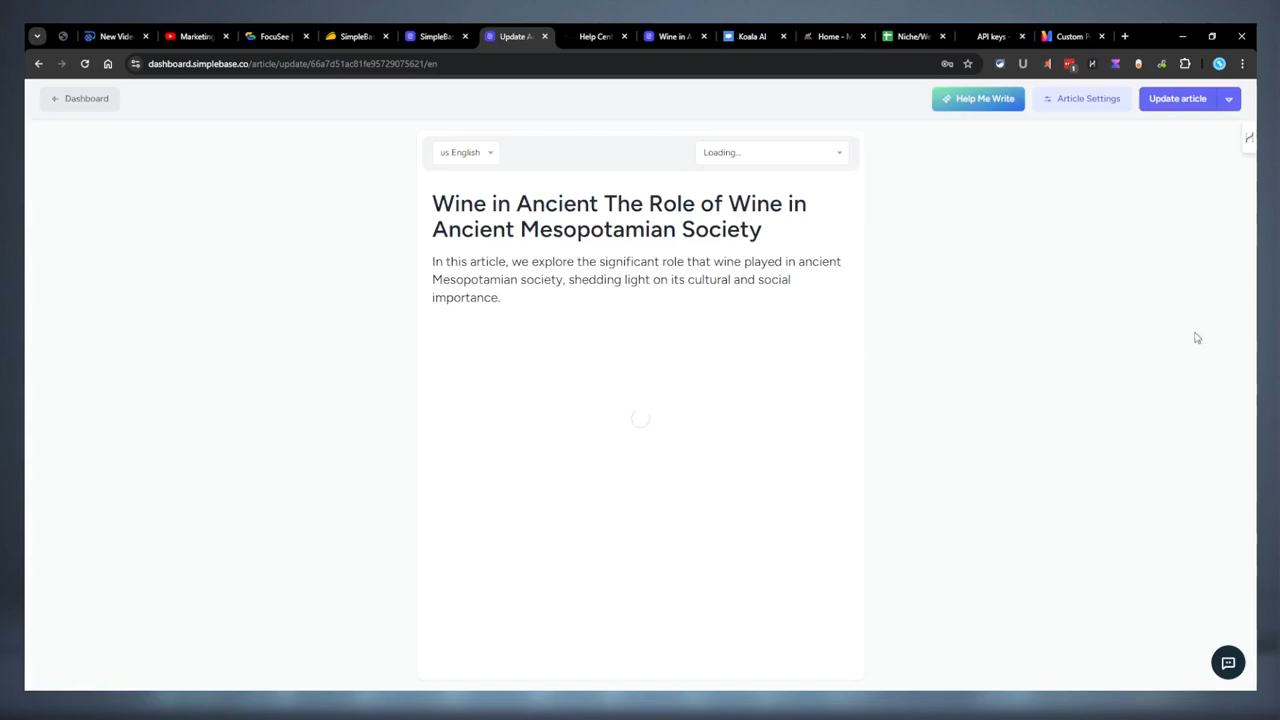 New Vide
Marketing
FocuSee |
SimpleBa
SimpleBa
Update A
Help Cent
Wine in A
Koala AI
Home - M
Niche/We
API keys -
Custom P
dashboard.simplebase.co/article/update/66a7d51ac81fe95729075621/en
1
Dashboard
Help Me Write
Article Settings
Update article
us English
Loading...
Wine in Ancient The Role of Wine in
Ancient Mesopotamian Society
In this article, we explore the significant role that wine played in ancient
Mesopotamian society, shedding light on its cultural and social
importance.